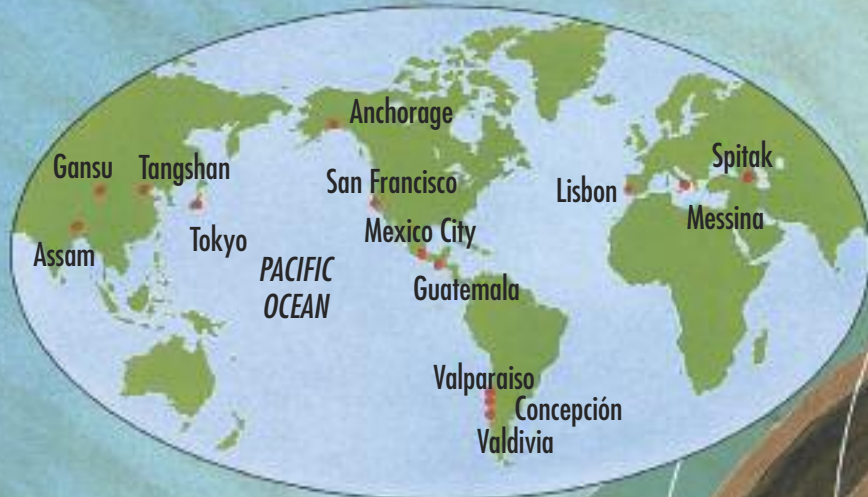 Anchorage
Gansu
Tangshan
San Francisco
Lisbon
Spitak
Assam
Tokyo
Mexico City
Messina
PACIFIC
OCEAN
Guatemala
Valparaiso
Concepción
Valdivia